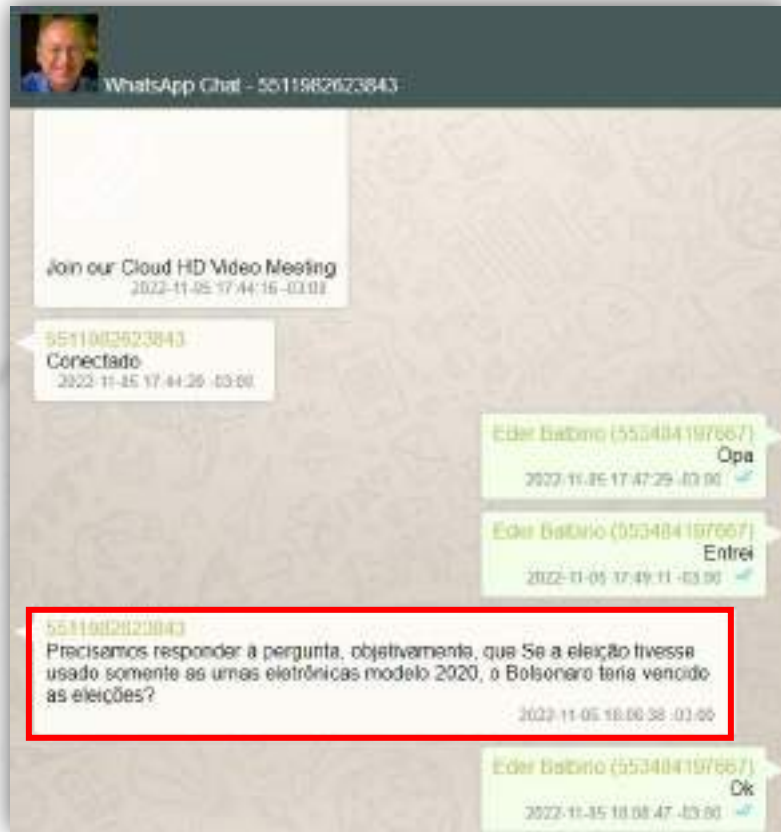 WhatsApp Chat - 5511982623843
Join our Cloud HD Video Meeting
2022-11-05 17:44:16 -03:00
5511982623843
Conectado
2022-11-05 17:44:20 -03:00
Eder Balbino (553484197667)
Opa
2022-11-05 17:47:29 -03:00
Eder Balbino (553484197667)
Entrei
2022-11-05 17:49:11 -03:00
5511982623843
Precisamos responder à pergunta, objetivamente, que Se a eleição tivesse
usado somente as urnas eletrônicas modelo 2020, o Bolsonaro teria vencido
as eleições?
2022-11-05 18:06:38 -03:00
Eder Balbino (553484197667)
Ok
2022-11-05 18:08:47 -03:00